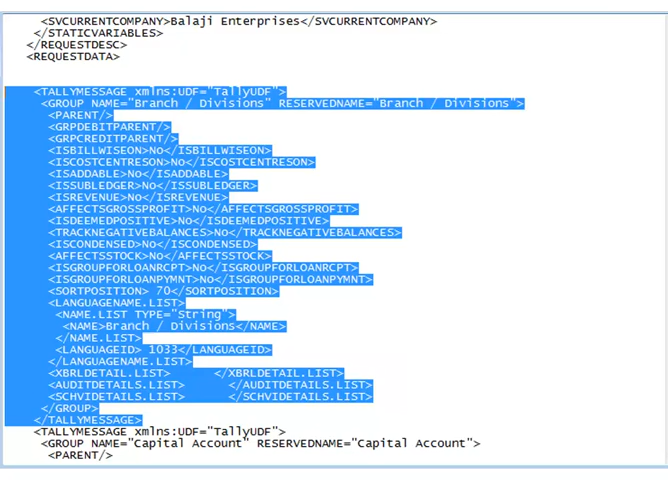 <SVCURRENTCOMPANY>Balaji Enterprises</SVCURRENTCOMPANY>
</STATICVARIABLES>
</REQUESTDESC>
<REQUESTDATA>
<TALLYMESSAGE xmlns:UDF="TallyUDF">
<GROUP NAME="Branch / Divisions" RESERVEDNAME="Branch / Divisions">
<PARENT/>
<GRPDEBITPARENT/>
<GRPCREDITPARENT/>
<ISBILLWISEON>No</ISBILLWISEON>
<ISCOSTCENTRESON>No</ISCOSTCENTRESON>
<ISADDABLE>No</ISADDABLE>
<ISSUBLEDGER>No</ISSUBLEDGER>
<ISREVENUE>No</ISREVENUE>
<AFFECTSGROSSPROFIT>No</AFFECTSGROSSPROFIT>
<ISDEEMEDPOSITIVE>No</ISDEEMEDPOSITIVE>
<TRACKNEGATIVEBALANCES>No</TRACKNEGATIVEBALANCES>
<ISCONDENSED>No</ISCONDENSED>
<AFFECTSSTOCK>No</AFFECTSSTOCK>
<ISGROUPFORLOANRCPT>No</ISGROUPFORLOANRCPT>
<ISGROUPFORLOANPYMNT>No</ISGROUPFORLOANPYMNT>
<SORTPOSITION> 70</SORTPOSITION>
<LANGUAGENAME.LIST>
<NAME.LIST TYPE="String">
<NAME>Branch / Divisions</NAME>
</NAME.LIST>
<LANGUAGEID> 1033</LANGUAGEID>
</LANGUAGENAME.LIST>
<XBRLDETAIL.LIST>      </XBRLDETAIL.LIST>
<AUDITDETAILS.LIST>      </AUDITDETAILS.LIST>
<SCHVIDETAILS.LIST>      </SCHVIDETAILS.LIST>
</GROUP>
</TALLYMESSAGE>
<TALLYMESSAGE xmlns:UDF="TallyUDF">
<GROUP NAME="Capital Account" RESERVEDNAME="Capital Account">
<PARENT/>